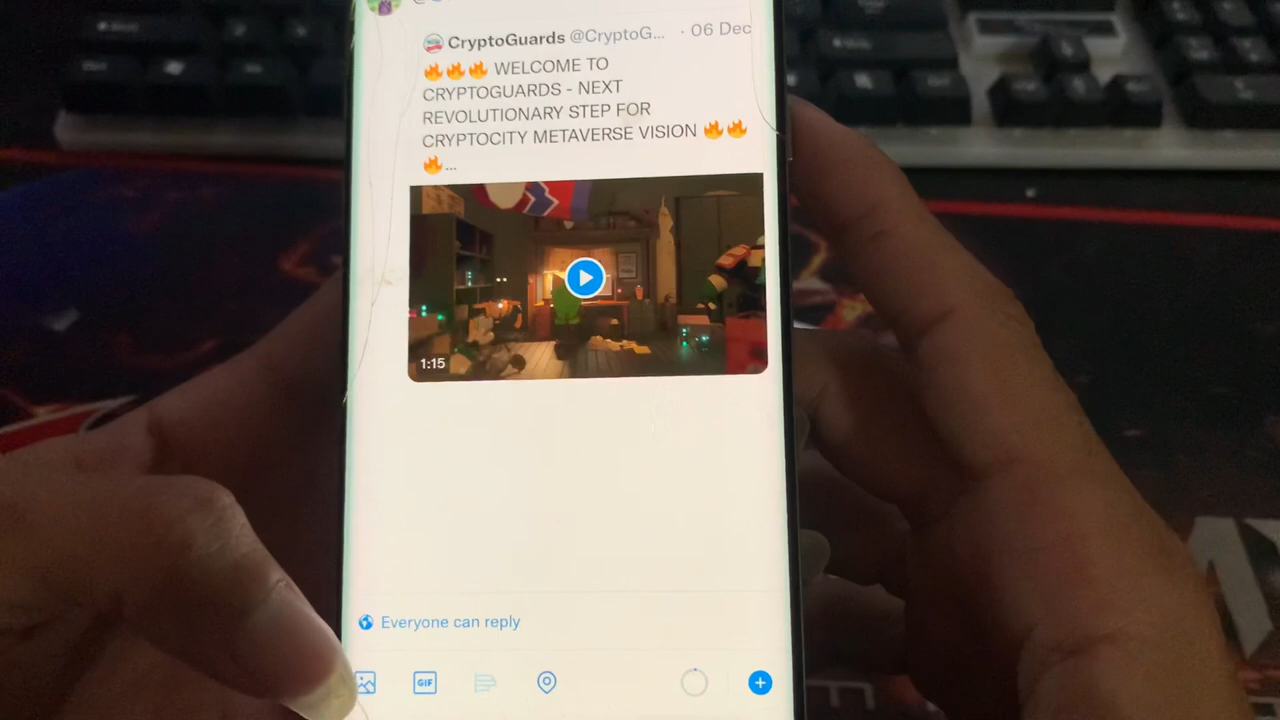 CryptoGuards @CryptoG... · 06 Dec
🔥🔥🔥 WELCOME TO
CRYPTOGUARDS - NEXT
REVOLUTIONARY STEP FOR
CRYPTOCITY METAVERSE VISION 🔥🔥
🔥...
1:15
Everyone can reply
GIF